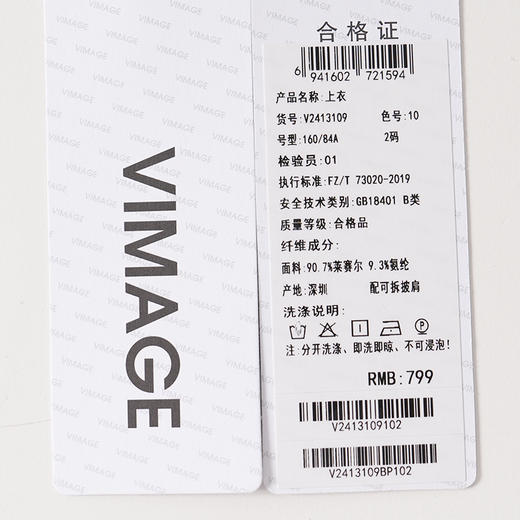 VIMAGE
合格证
6 941602 721594
产品名称:上衣
货号:V2413109 色号:10
号型:160/84A 2码
检验员:01
执行标准:FZ/T 73020-2019
安全技术类别:GB18401 B类
质量等级:合格品
纤维成分:
面料:90.7%莱赛尔 9.3%氨纶
产地:深圳 配可拆披肩
洗涤说明:
注:分开洗涤、即洗即晾、不可浸泡!
RMB:799
V2413109102
V2413109BP102